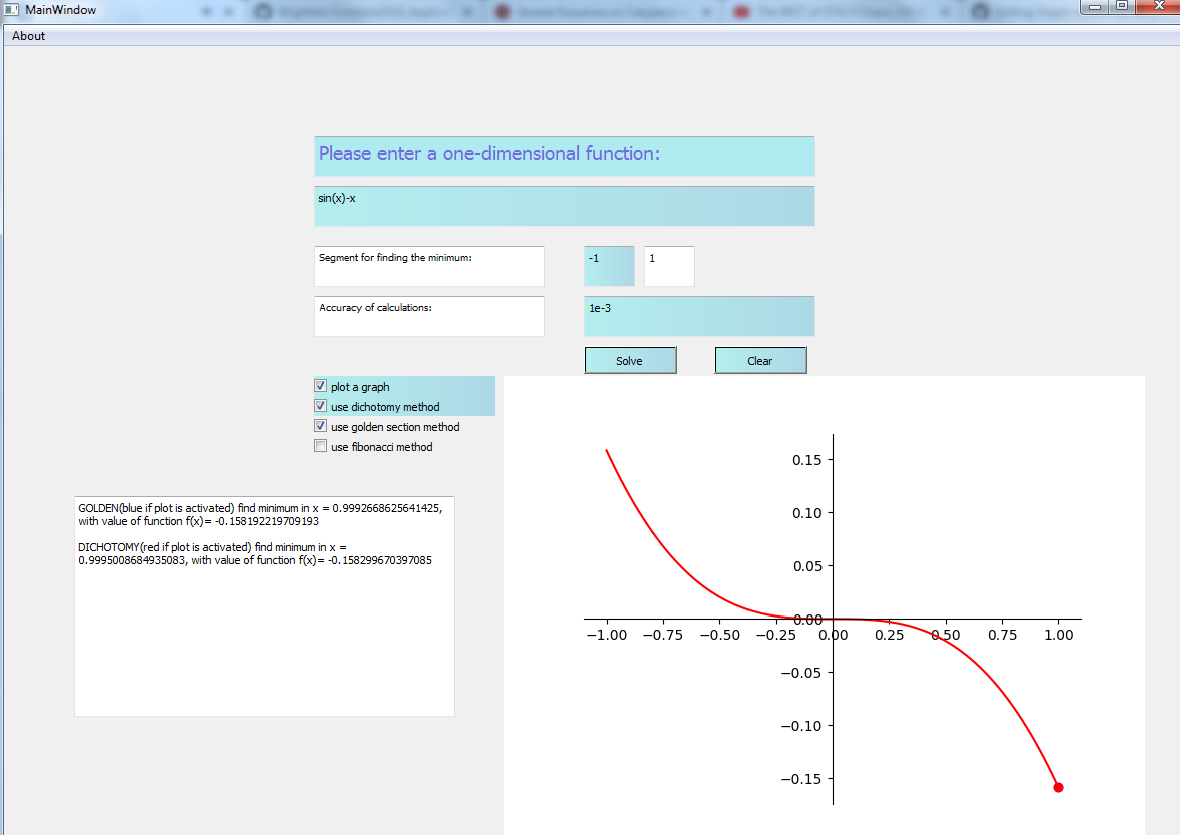 MainWindow
About
Please enter a one-dimensional function:
sin(x)-x
Segment for finding the minimum:
-1
1
Accuracy of calculations:
1e-3
Solve
Clear
plot a graph
use dichotomy method
use golden section method
use fibonacci method
GOLDEN(blue if plot is activated) find minimum in x = 0.9992668625641425,
with value of function f(x)= -0.158192219709193
DICHOTOMY(red if plot is activated) find minimum in x =
0.9995008684935083, with value of function f(x)= -0.158299670397085
0.15
0.10
0.05
0.00
−1.00 −0.75 −0.50 −0.25 0.00 0.25 0.50 0.75 1.00
−0.05
−0.10
−0.15